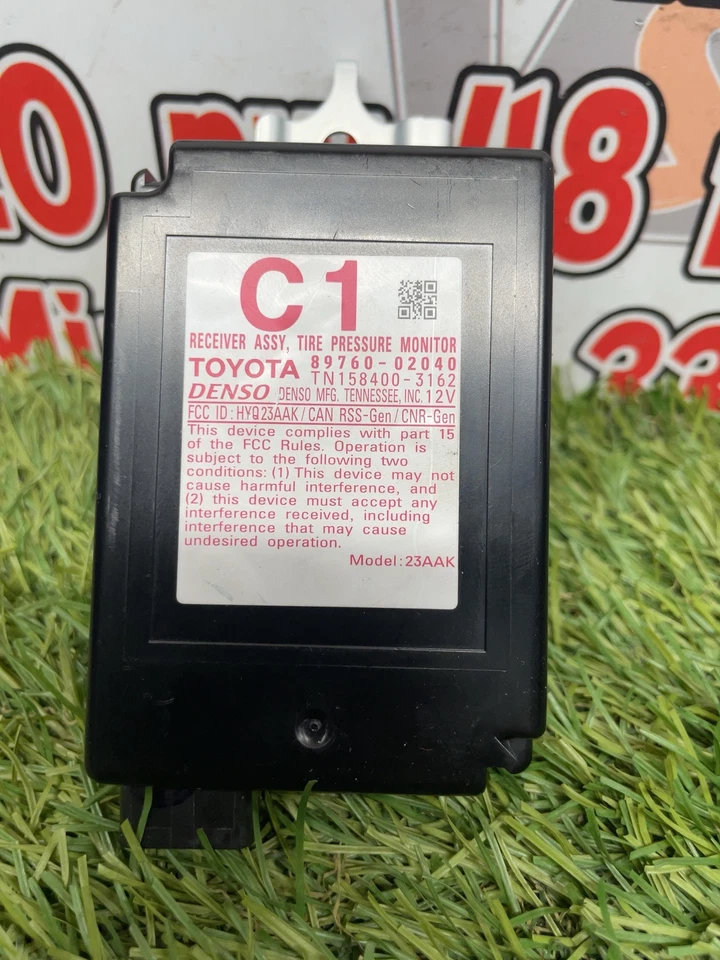 C1
RECEIVER ASSY, TIRE PRESSURE MONITOR
TOYOTA 89760-02040
TN158400-3162
DENSO DENSO MFG. TENNESSEE, INC. 12V
FCC ID: HYQ23AAK/CAN RSS-Gen/CNR-Gen
This device complies with part 15
of the FCC Rules. Operation is
subject to the following two
conditions: (1) This device may not
cause harmful interference, and
(2) this device must accept any
interference received, including
interference that may cause
undesired operation.
Model: 23AAK